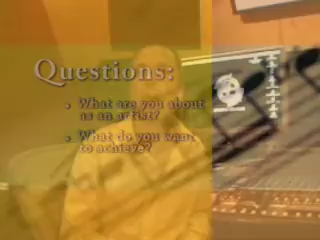 Questions:
• What are you about
as an artist?
• What do you want
to achieve?